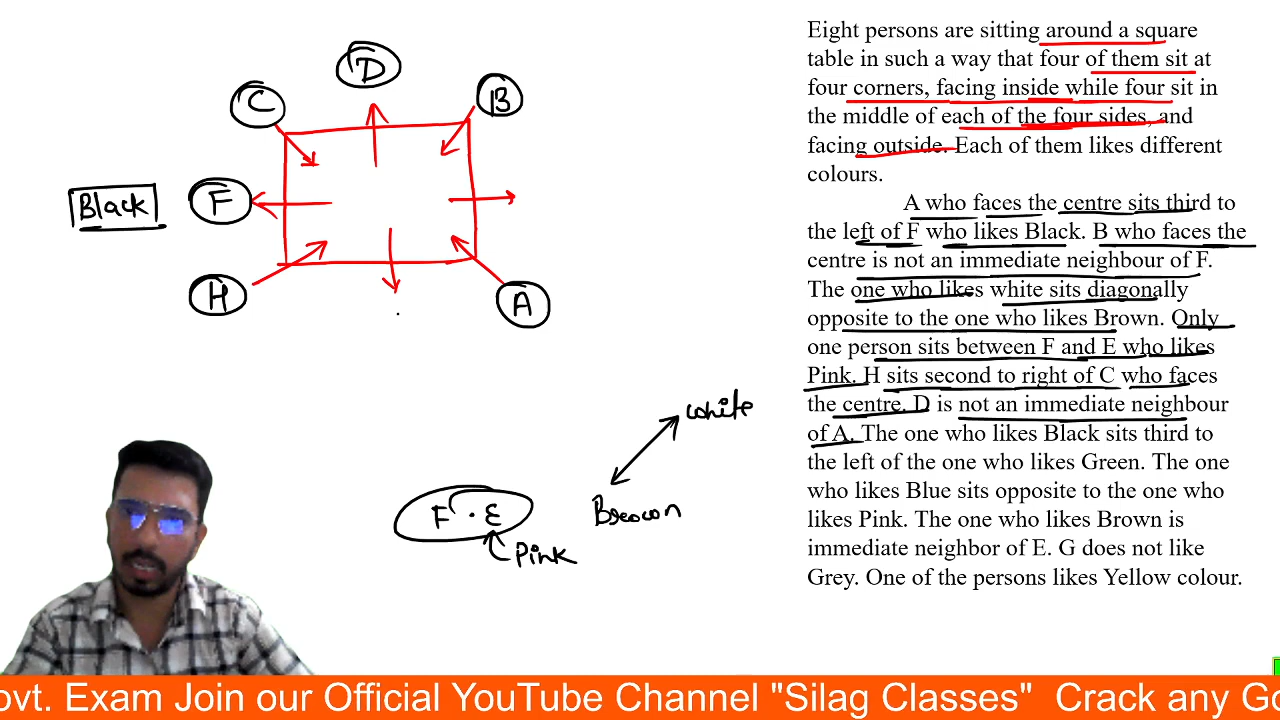 D
C
B
Black
F
H
A
White
Breocon
F . E
Pink
Eight persons are sitting around a square
table in such a way that four of them sit at
four corners, facing inside while four sit in
the middle of each of the four sides, and
facing outside. Each of them likes different
colours.
A who faces the centre sits third to
the left of F who likes Black. B who faces the
centre is not an immediate neighbour of F.
The one who likes white sits diagonally
opposite to the one who likes Brown. Only
one person sits between F and E who likes
Pink. H sits second to right of C who faces
the centre. D is not an immediate neighbour
of A. The one who likes Black sits third to
the left of the one who likes Green. The one
who likes Blue sits opposite to the one who
likes Pink. The one who likes Brown is
immediate neighbor of E. G does not like
Grey. One of the persons likes Yellow colour.
ovt. Exam Join our Official YouTube Channel "Silag Classes"  Crack any Go